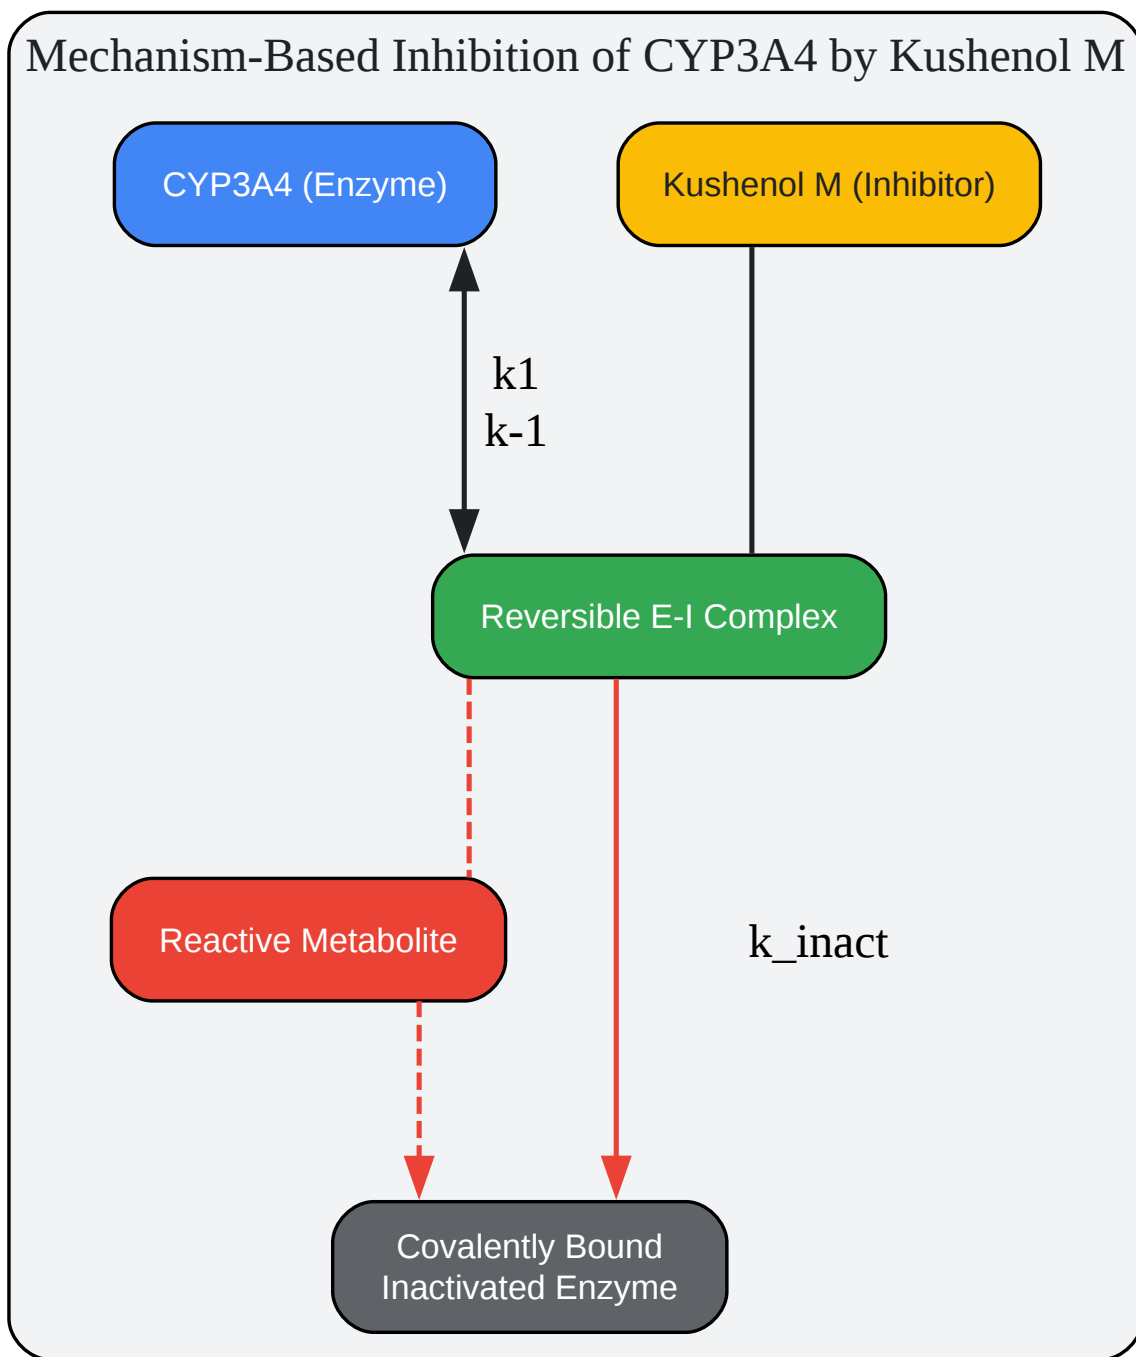 Mechanism-Based Inhibition of CYP3A4 by Kushenol M
CYP3A4 (Enzyme)
Kushenol M (Inhibitor)
k1
k-1
Reversible E-I Complex
Reactive Metabolite
k_inact
Covalently Bound
Inactivated Enzyme